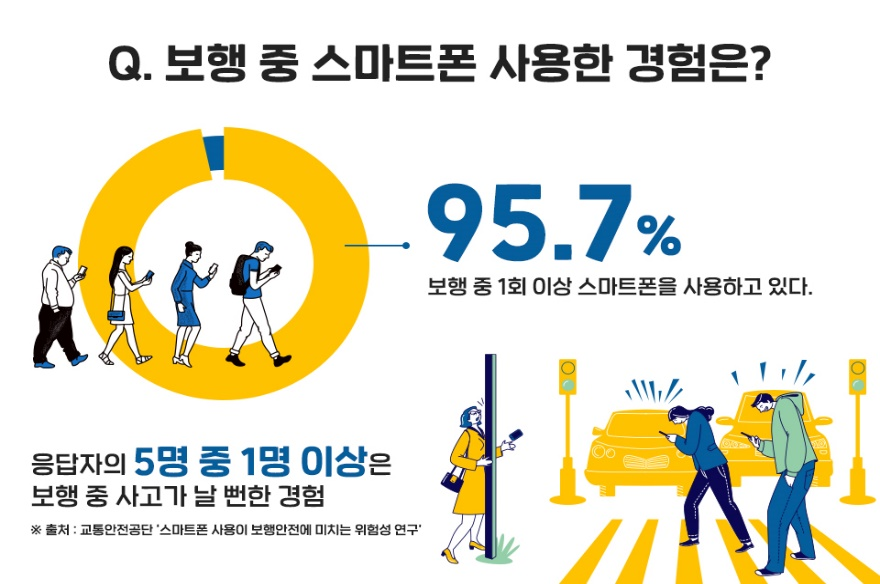 Q. 보행 중 스마트폰 사용한 경험은?
95.7%
보행 중 1회 이상 스마트폰을 사용하고 있다.
응답자의 5명 중 1명 이상은
보행 중 사고가 날 뻔한 경험
※ 출처 : 교통안전공단 '스마트폰 사용이 보행안전에 미치는 위험성 연구'